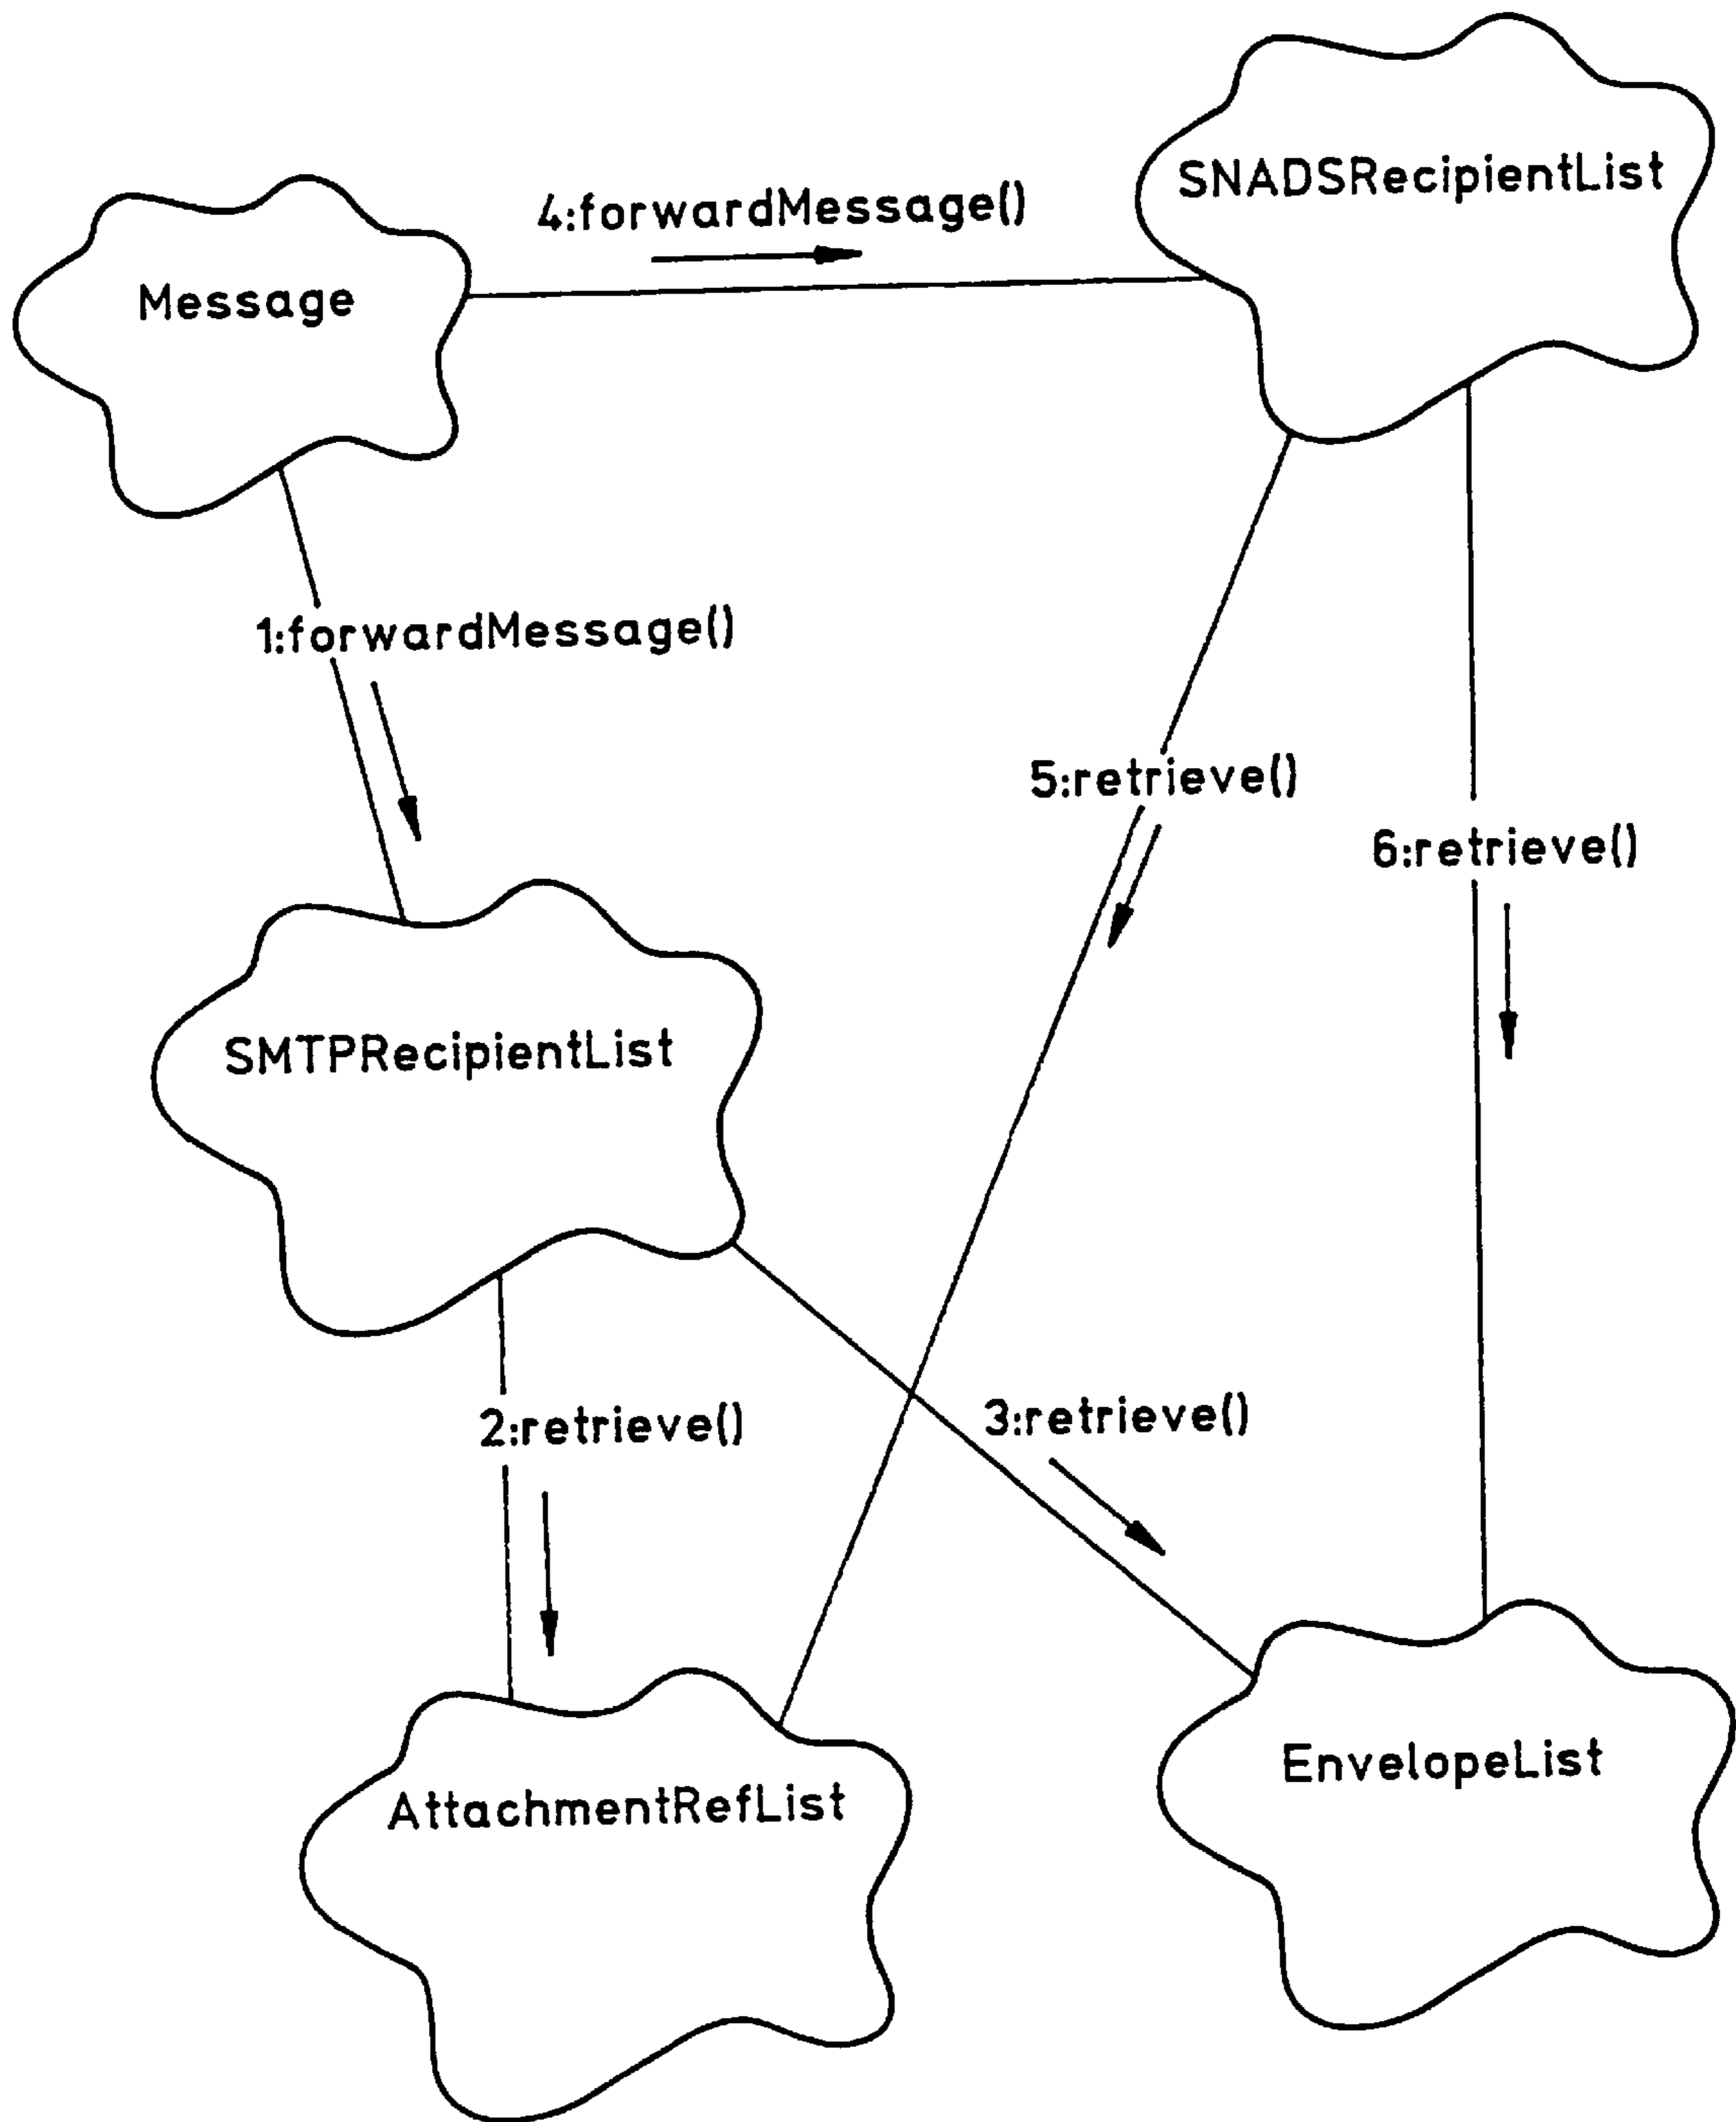 SNADSRecipientList
4:forwardMessage()
Message
1:forwardMessage()
5:retrieve()
6:retrieve()
SMTPRecipientList
2:retrieve()
3:retrieve()
EnvelopeList
AttachmentRefList